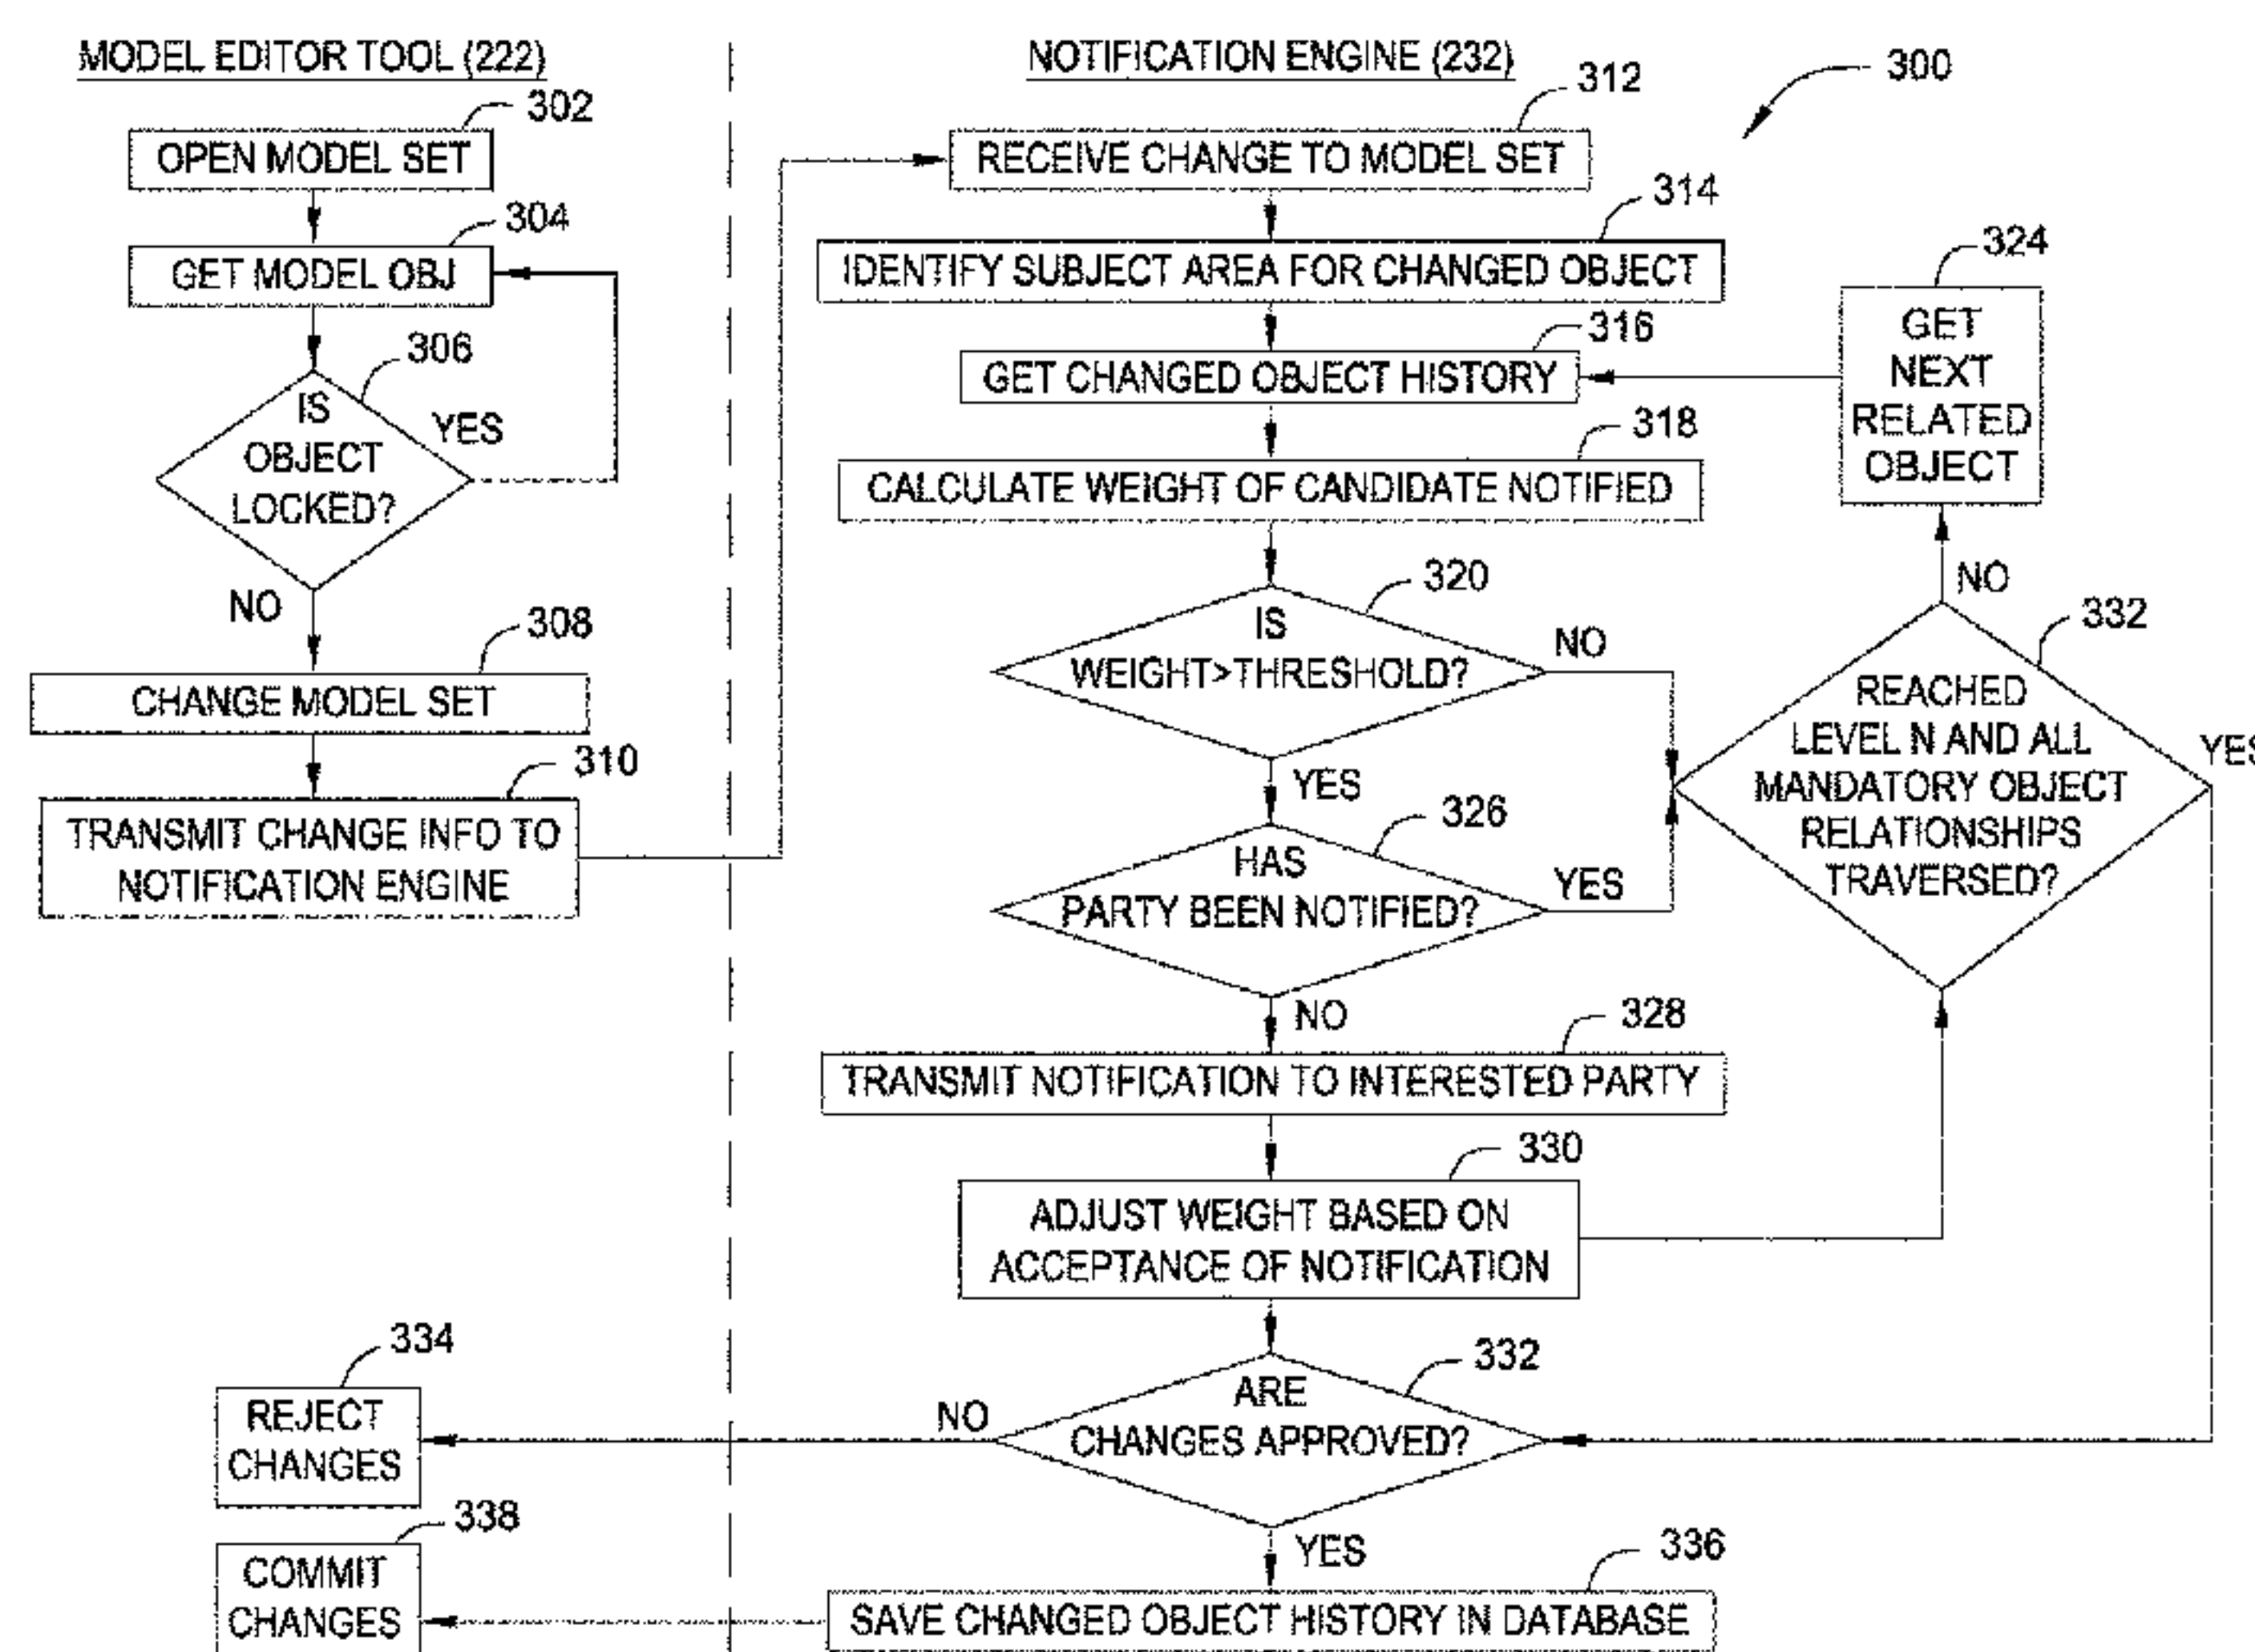 MODEL EDITOR TOOL (222)
302
OPEN MODEL SET
304
GET MODEL OBJ
306
IS
OBJECT
LOCKED?
YES
NO
308
CHANGE MODEL SET
310
TRANSMIT CHANGE INFO TO
NOTIFICATION ENGINE
334
REJECT
CHANGES
338
COMMIT
CHANGES
NOTIFICATION ENGINE (232)
300
312
RECEIVE CHANGE TO MODEL SET
314
IDENTIFY SUBJECT AREA FOR CHANGED OBJECT
316
GET CHANGED OBJECT HISTORY
318
CALCULATE WEIGHT OF CANDIDATE NOTIFIED
320
IS
WEIGHT>THRESHOLD?
NO
YES
326
HAS
PARTY BEEN NOTIFIED?
YES
NO
328
TRANSMIT NOTIFICATION TO INTERESTED PARTY
330
ADJUST WEIGHT BASED ON
ACCEPTANCE OF NOTIFICATION
332
ARE
CHANGES APPROVED?
NO
YES
336
SAVE CHANGED OBJECT HISTORY IN DATABASE
324
GET
NEXT
RELATED
OBJECT
NO
332
REACHED
LEVEL N AND ALL
MANDATORY OBJECT
RELATIONSHIPS
TRAVERSED?
YES